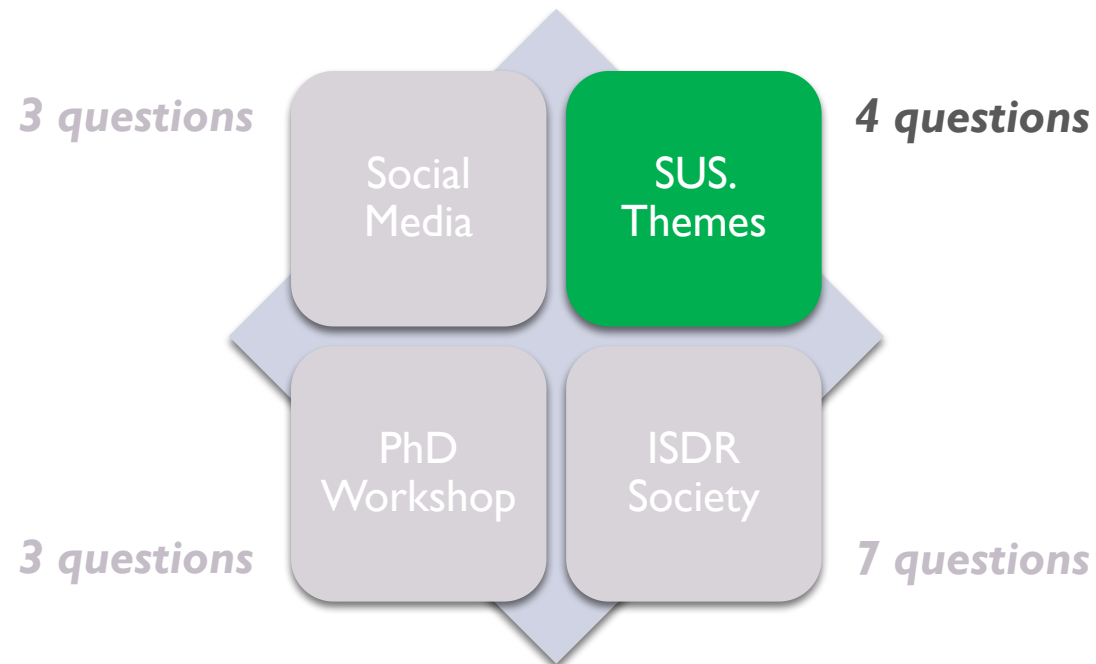 3 questions
Social
Media
SUS.
Themes
4 questions
3 questions
PhD
Workshop
ISDR
Society
7 questions